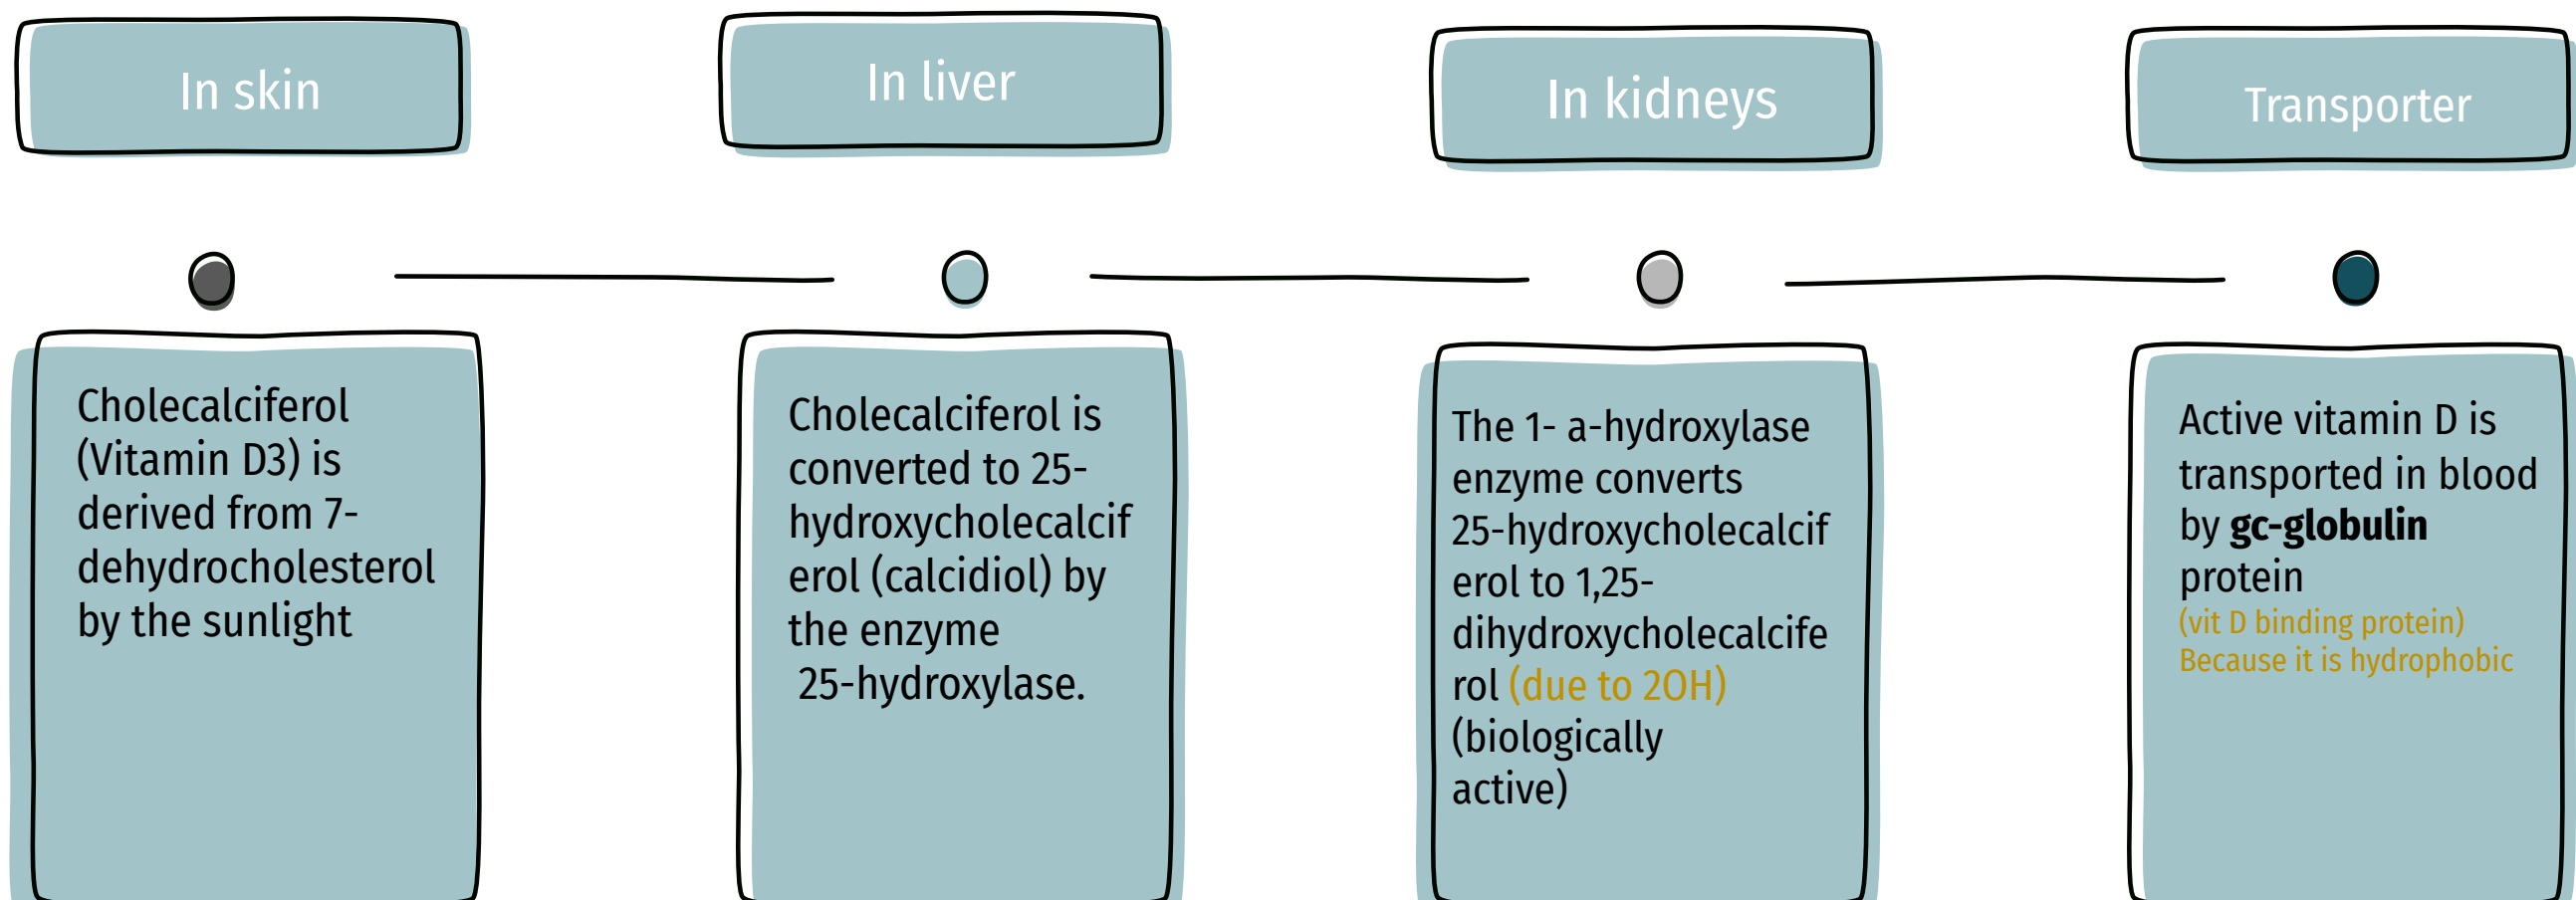 In skin
In liver
In kidneys
Transporter
Cholecalciferol
(Vitamin D3) is
derived from 7-
dehydrocholesterol
by the sunlight
Cholecalciferol is
converted to 25-
hydroxycholecalcif
erol (calcidiol) by
the enzyme
25-hydroxylase.
The 1- a-hydroxylase
enzyme converts
25-hydroxycholecalcif
erol to 1,25-
dihydroxycholecalcife
rol (due to 2OH)
(biologically
active)
Active vitamin D is
transported in blood
by gc-globulin
protein
(vit D binding protein)
Because it is hydrophobic